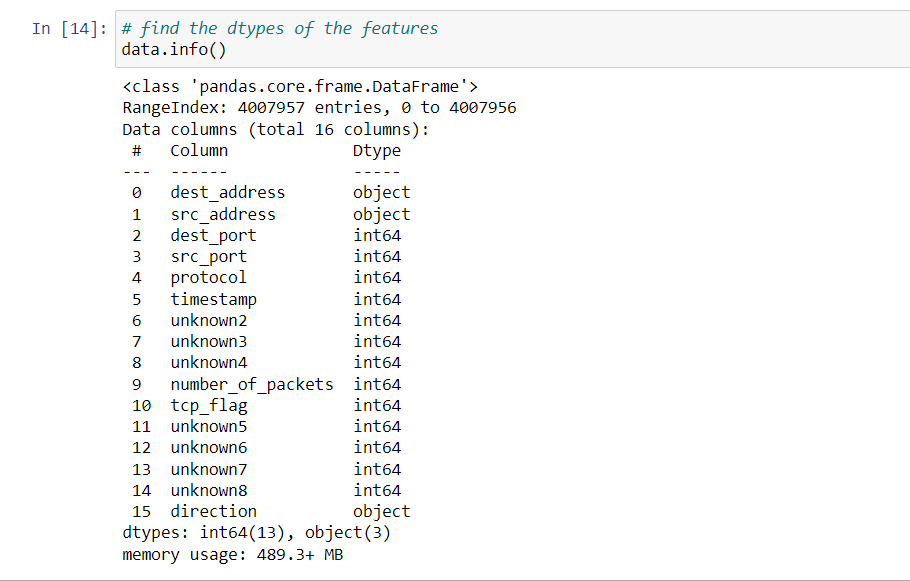 In [14]: # find the dtypes of the features
data.info()
<class 'pandas.core.frame.DataFrame'>
RangeIndex: 4007957 entries, 0 to 4007956
Data columns (total 16 columns):
 #   Column             Dtype
---  ------             -----
 0   dest_address       object
 1   src_address        object
 2   dest_port          int64
 3   src_port           int64
 4   protocol           int64
 5   timestamp          int64
 6   unknown2           int64
 7   unknown3           int64
 8   unknown4           int64
 9   number_of_packets  int64
 10  tcp_flag           int64
 11  unknown5           int64
 12  unknown6           int64
 13  unknown7           int64
 14  unknown8           int64
 15  direction          object
dtypes: int64(13), object(3)
memory usage: 489.3+ MB